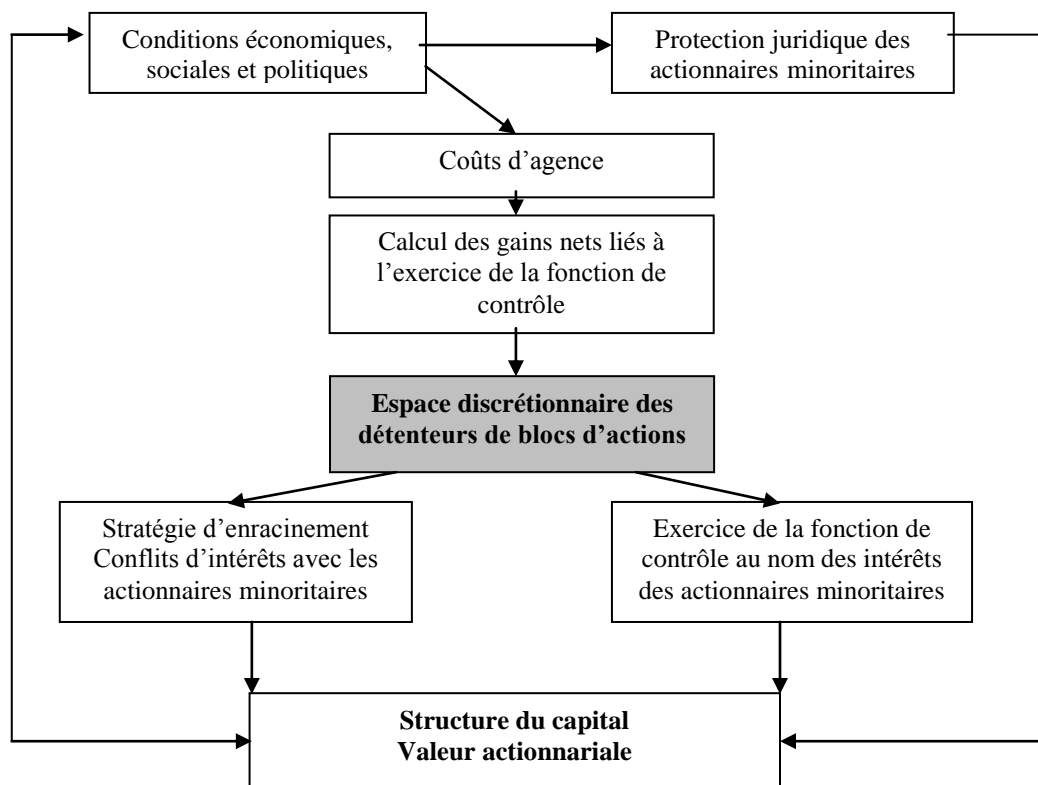 Conditions économiques,
sociales et politiques
Protection juridique des
actionnaires minoritaires
Coûts d’agence
Calcul des gains nets liés à
l’exercice de la fonction de
contrôle
Espace discrétionnaire des
détenteurs de blocs d’actions
Stratégie d’enracinement
Conflits d’intérêts avec les
actionnaires minoritaires
Exercice de la fonction de
contrôle au nom des intérêts
des actionnaires minoritaires
Structure du capital
Valeur actionnariale